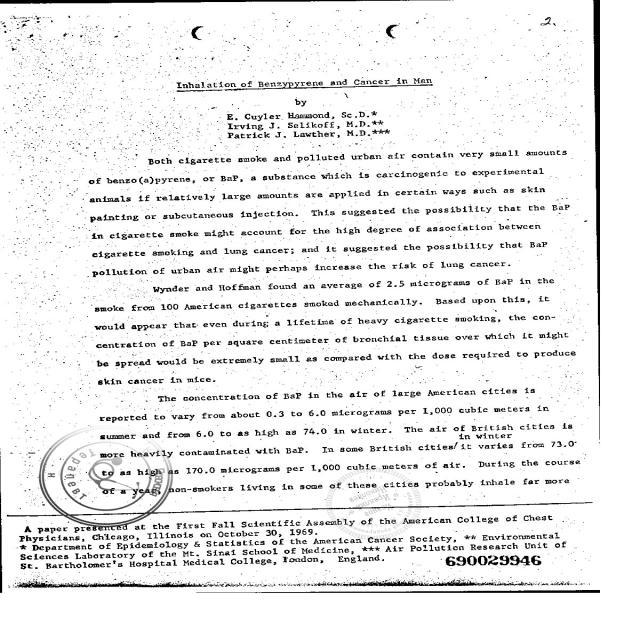 2.
Inhalation of Benzypyrene and Cancer in Man
by
E. Cuyler Hammond, Sc.D.*
Irving J. Selikoff, M.D.**
Patrick J. Lawther, M.D.***
Both cigarette smoke and polluted urban air contain very small amounts
of benzo(a)pyrene, or BaP, a substance which is carcinogenic to experimental
animals if relatively large amounts are applied in certain ways such as skin
painting or subcutaneous injection. This suggested the possibility that the BaP
in cigarette smoke might account for the high degree of association between
cigarette smoking and lung cancer; and it suggested the possibility that BaP
pollution of urban air might perhaps increase the risk of lung cancer.
Wynder and Hoffman found an average of 2.5 micrograms of BaP in the
smoke from 100 American cigarettes smoked mechanically. Based upon this, it
would appear that even during a lifetime of heavy cigarette smoking, the con-
centration of BaP per square centimeter of bronchial tissue over which it might
be spread would be extremely small as compared with the dose required to produce
skin cancer in mice.
The concentration of BaP in the air of large American cities is
reported to vary from about 0.3 to 6.0 micrograms per 1,000 cubic meters in
summer and from 6.0 to as high as 74.0 in winter. The air of British cities is
in winter
more heavily contaminated with BaP. In some British cities/it varies from 73.0
to as high as 170.0 micrograms per 1,000 cubic meters of air. During the course
of a year, non-smokers living in some of these cities probably inhale far more
A paper presented at the First Fall Scientific Assembly of the American College of Chest
Physicians, Chicago, Illinois on October 30, 1969.
* Department of Epidemiology & Statistics of the American Cancer Society, ** Environmental
Sciences Laboratory of the Mt. Sinai School of Medicine, *** Air Pollution Research Unit of
St. Bartholomer's Hospital Medical College, London, England.
690029946